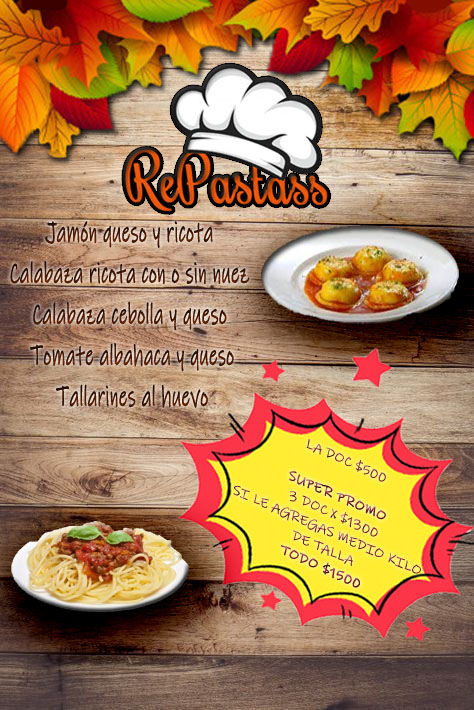 RePastass
Jamón queso y ricota
Calabaza ricota con o sin nuez
Calabaza cebolla y queso
Tomate albahaca y queso
Tallarines al huevo
LA DOC $500
SUPER PROMO
3 DOC X $1300
SI LE AGREGAS MEDIO KILO
DE TALLA
TODO $1500